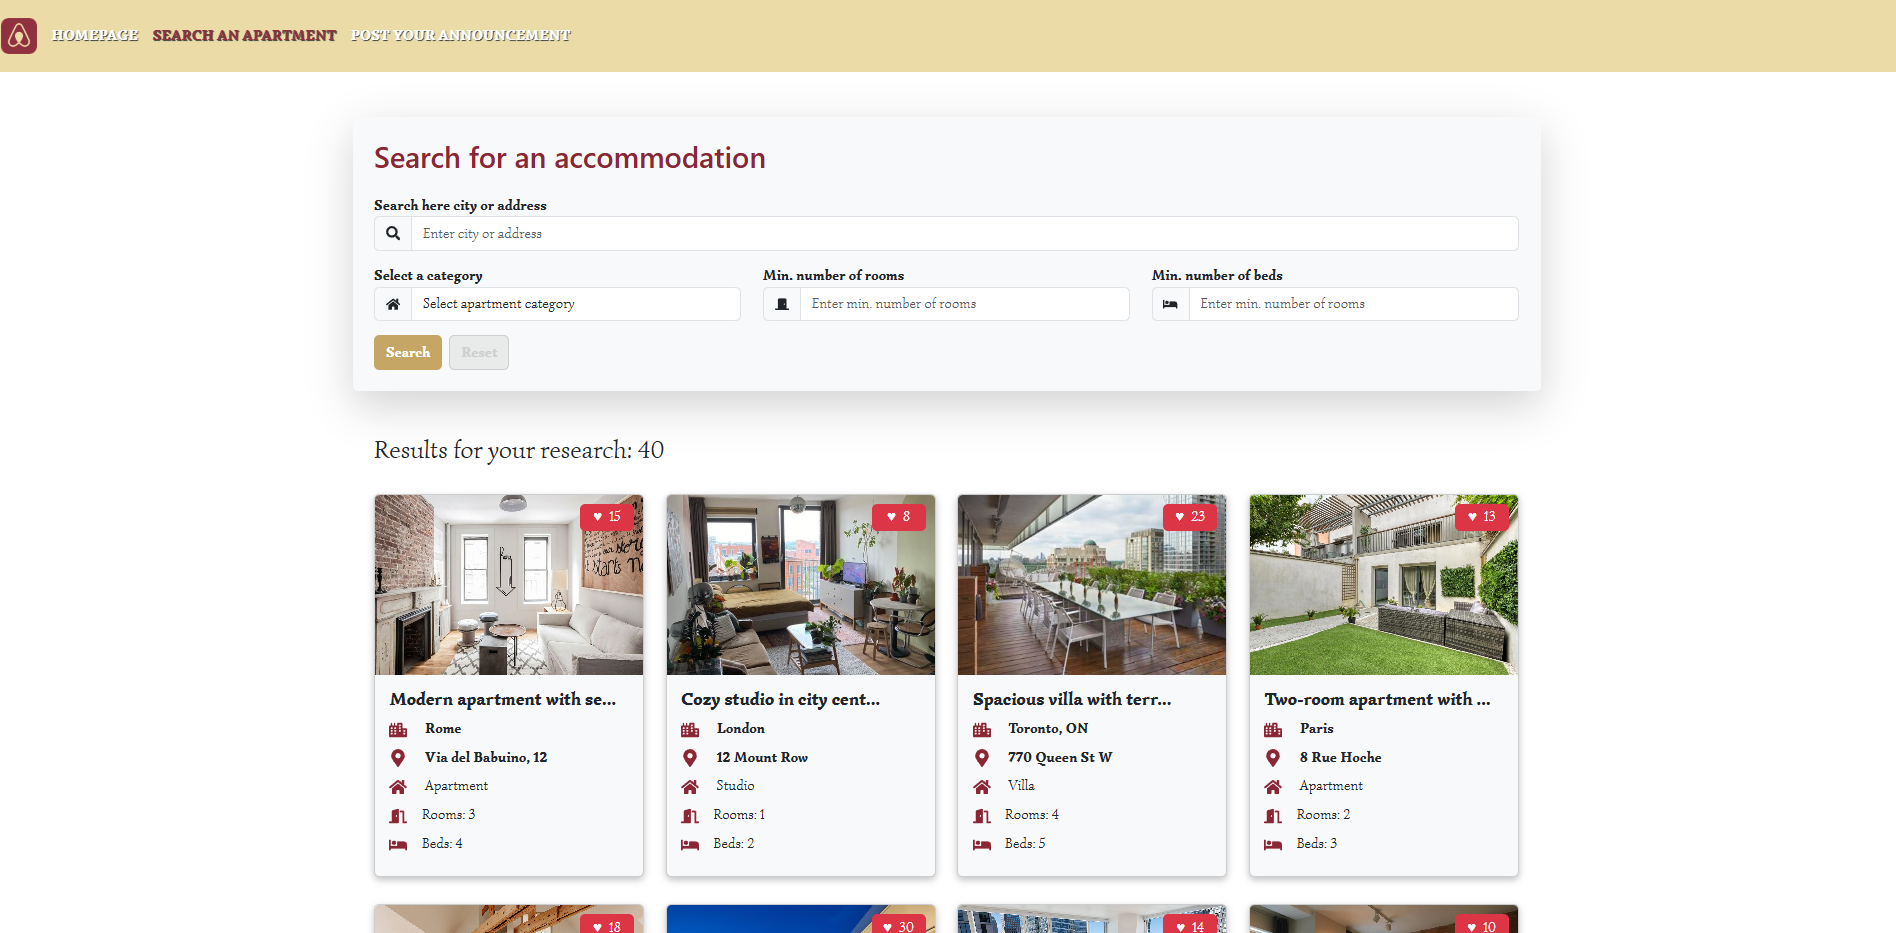 HOMEPAGE SEARCH AN APARTMENT POST YOUR ANNOUNCEMENT
Search for an accommodation
Search here city or address
Enter city or address
Select a category Min. number of rooms Min. number of beds
Select apartment category Enter min. number of rooms Enter min. number of rooms
Search Reset
Results for your research: 40
♥ 15 ♥ 8 ♥ 23 ♥ 13
Modern apartment with se... Cozy studio in city cent... Spacious villa with terr... Two-room apartment with ...
Rome London Toronto, ON Paris
Via del Babuino, 12 12 Mount Row 770 Queen St W 8 Rue Hoche
Apartment Studio Villa Apartment
Rooms: 3 Rooms: 1 Rooms: 4 Rooms: 2
Beds: 4 Beds: 2 Beds: 5 Beds: 3
♥ 18 ♥ 30 ♥ 14 ♥ 10